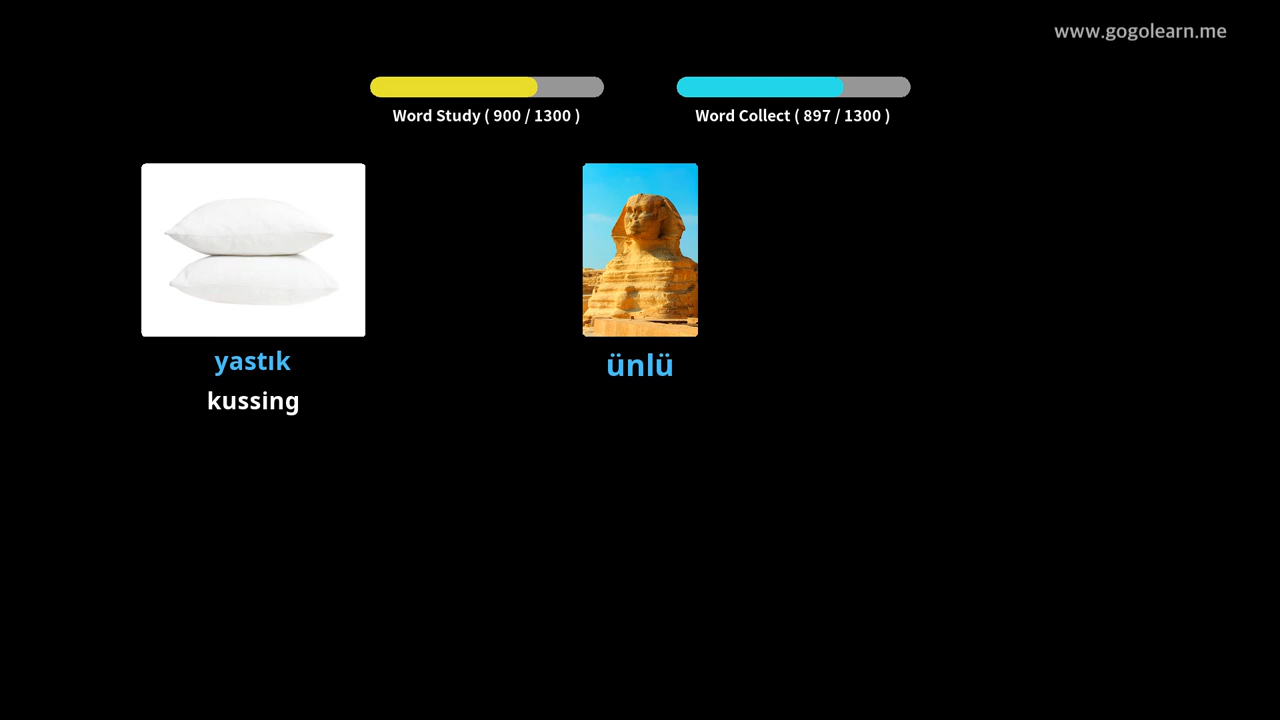 www.gogolearn.me
Word Study ( 900 / 1300 )
Word Collect ( 897 / 1300 )
yastık
kussing
ünlü